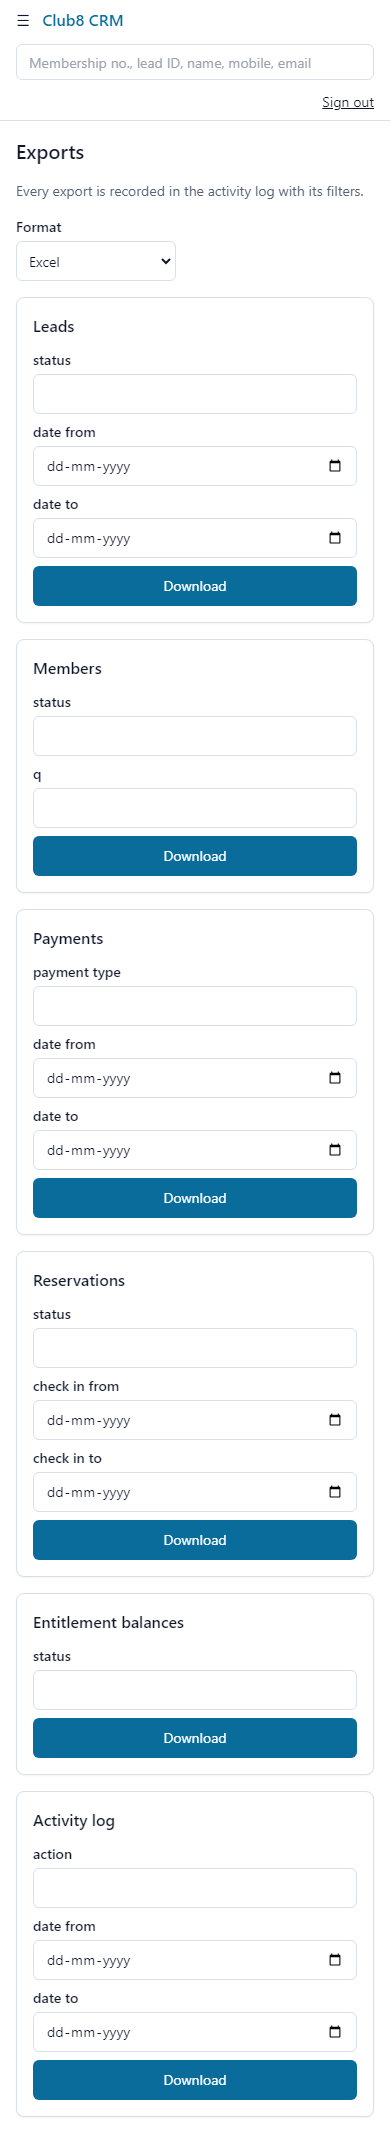 ☰ Club8 CRM
Membership no., lead ID, name, mobile, email
Sign out
Exports
Every export is recorded in the activity log with its filters.
Format
Excel
Leads
status
date from
dd-mm-yyyy
date to
dd-mm-yyyy
Download
Members
status
q
Download
Payments
payment type
date from
dd-mm-yyyy
date to
dd-mm-yyyy
Download
Reservations
status
check in from
dd-mm-yyyy
check in to
dd-mm-yyyy
Download
Entitlement balances
status
Download
Activity log
action
date from
dd-mm-yyyy
date to
dd-mm-yyyy
Download